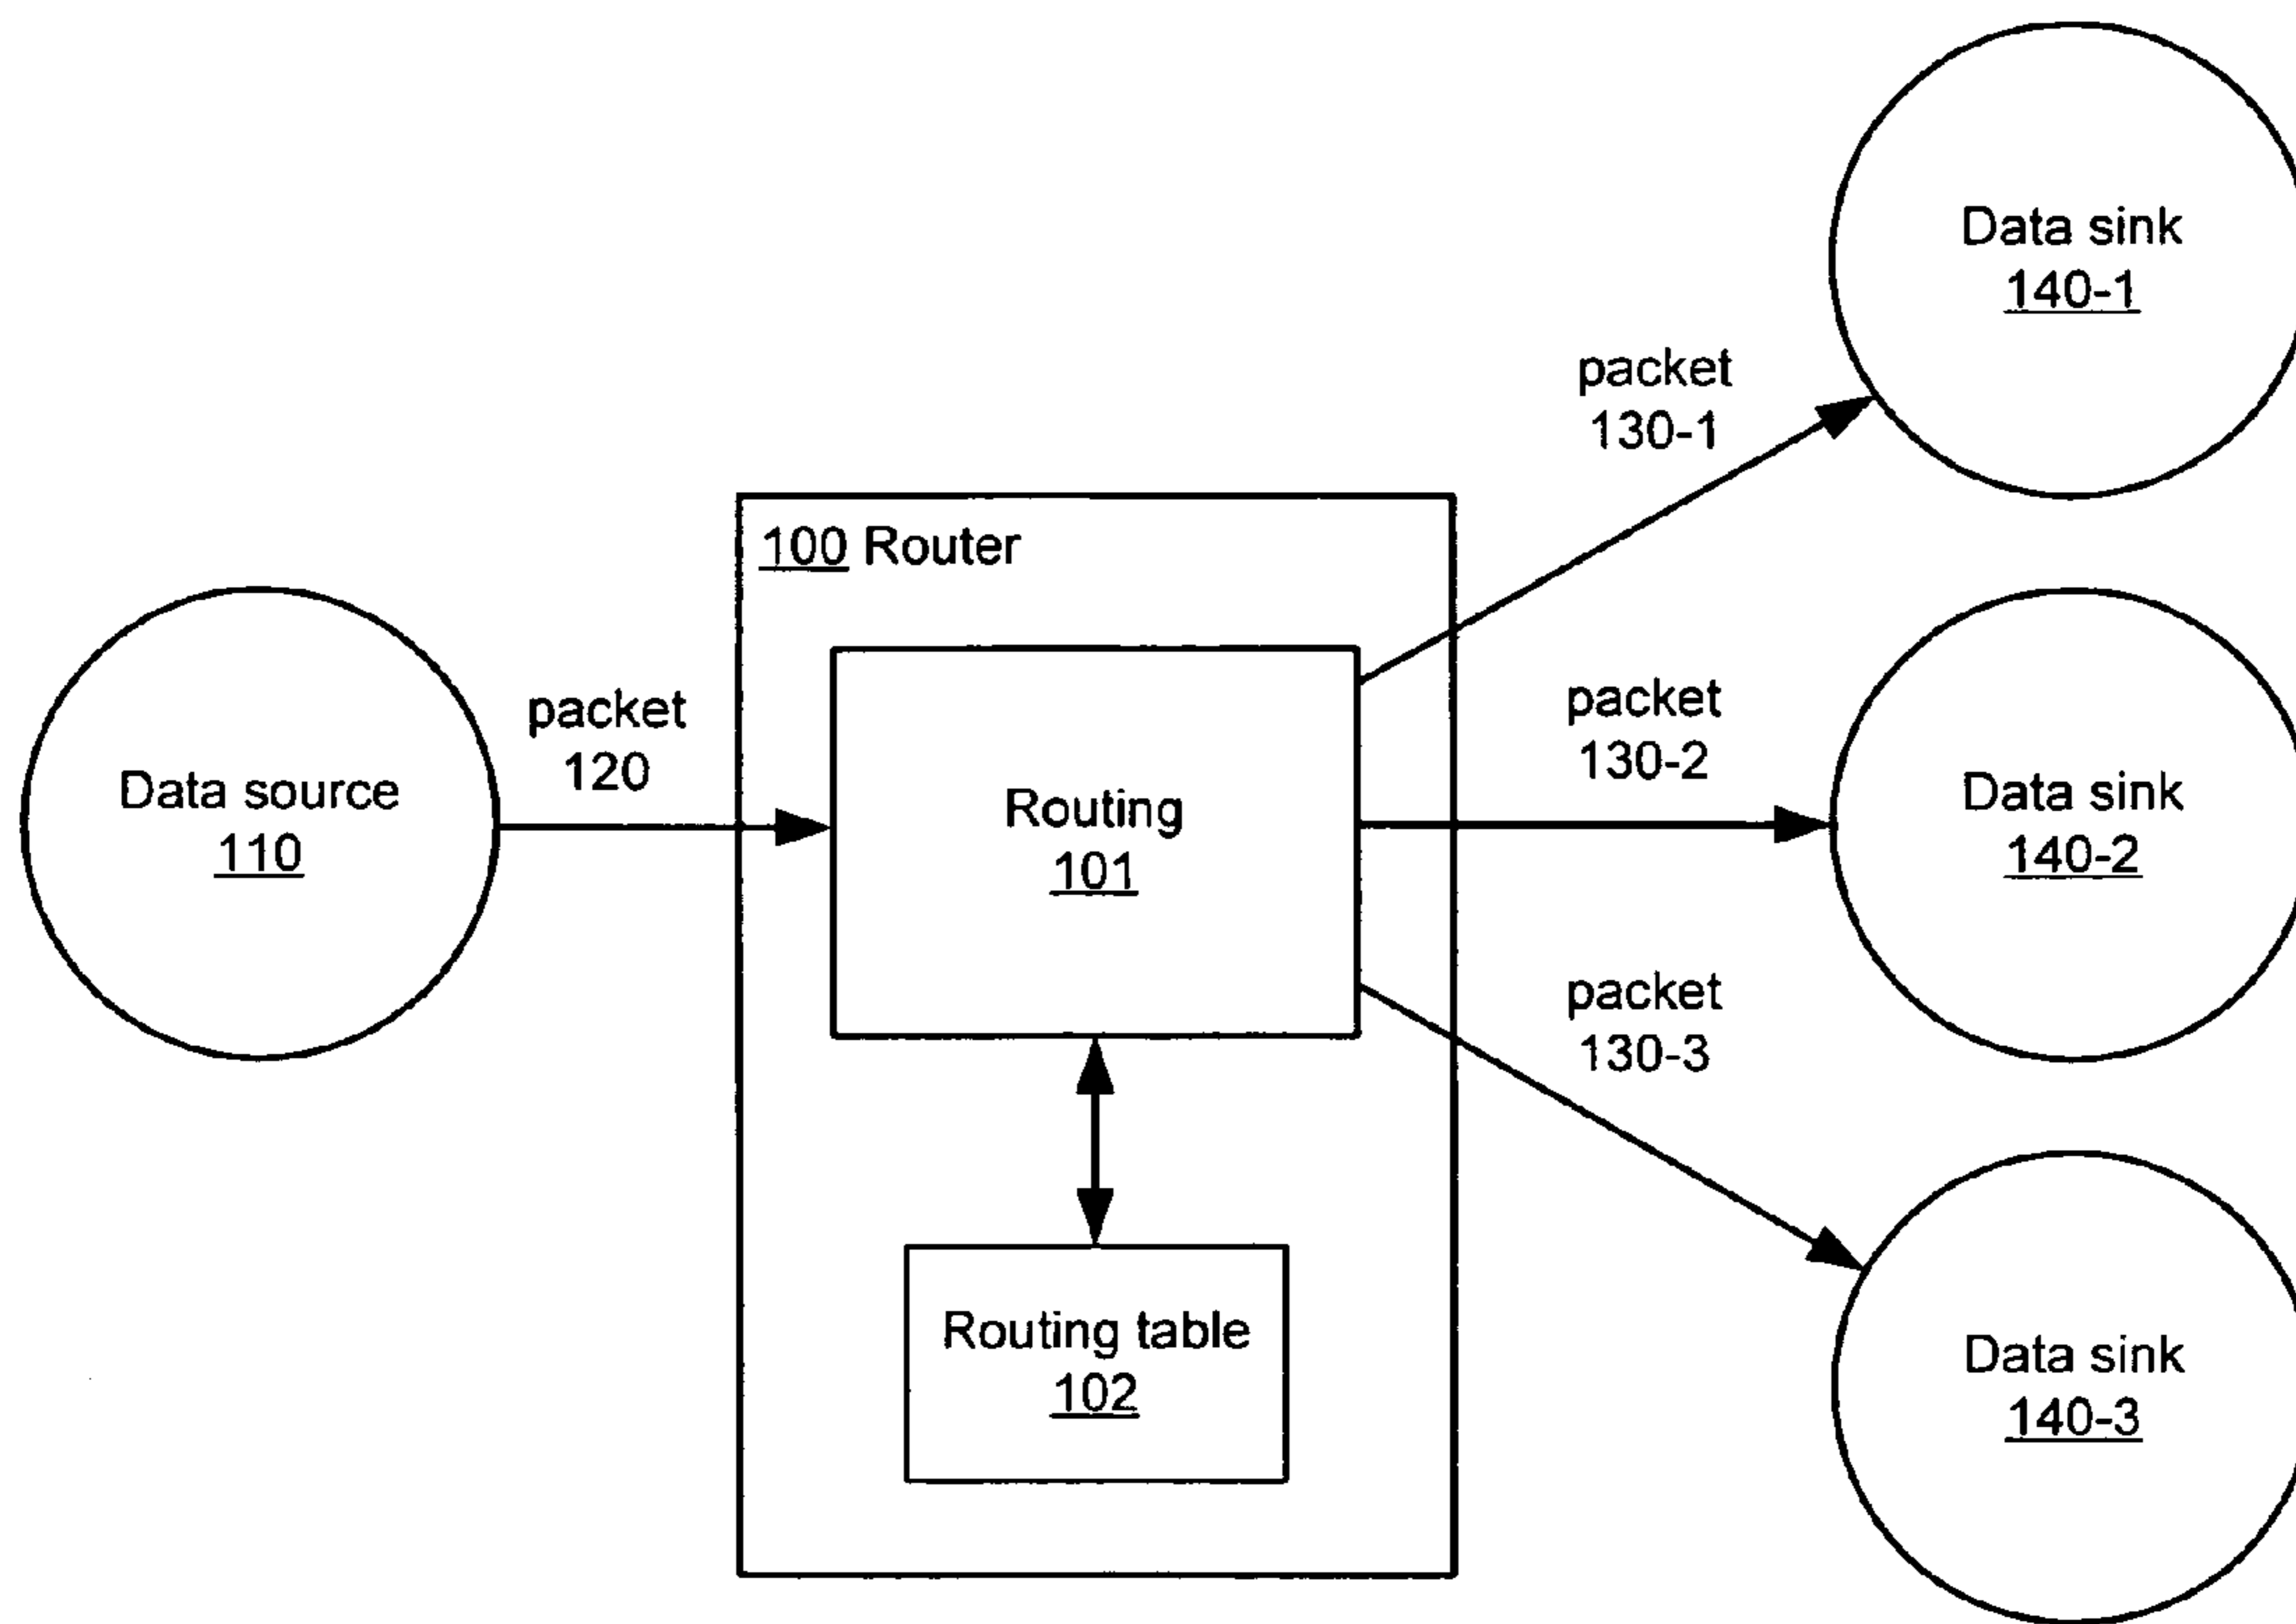 Data sink
140-1
packet
130-1
100 Router
packet
120
Data source
110
Routing
101
packet
130-2
Data sink
140-2
packet
130-3
Routing table
102
Data sink
140-3